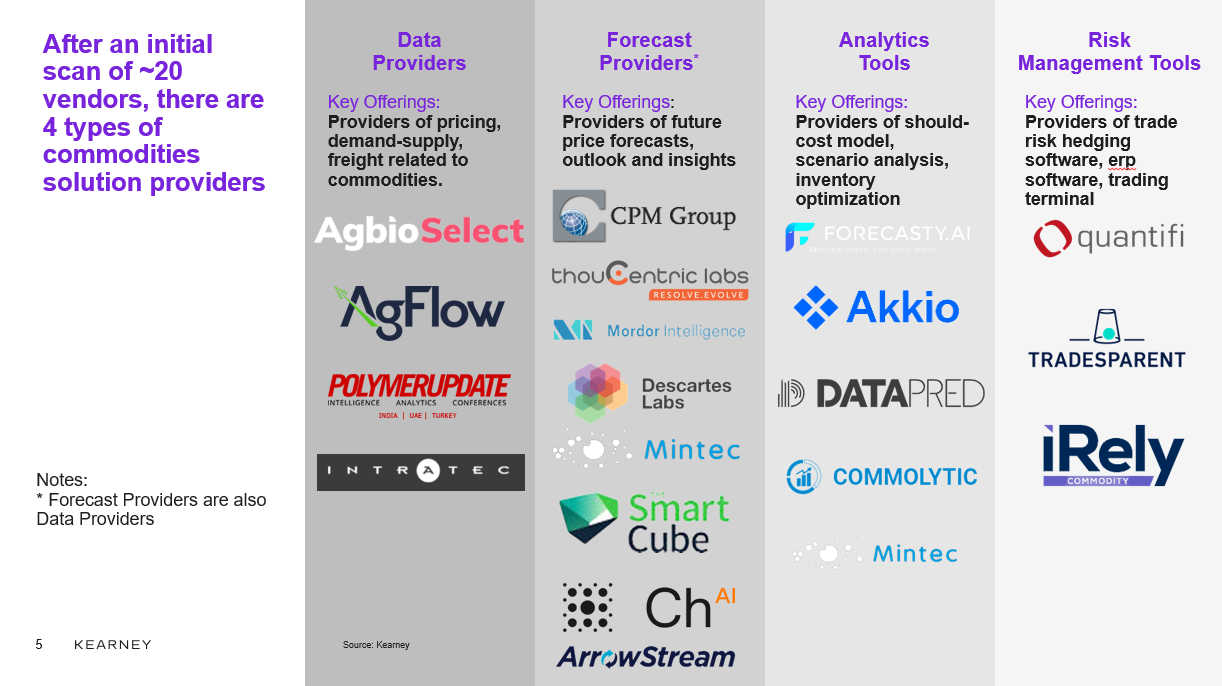 After an initial
scan of ~20
vendors, there are
4 types of
commodities
solution providers
Notes:
* Forecast Providers are also
Data Providers
5 KEARNEY
Data
Providers
Key Offerings:
Providers of pricing,
demand-supply,
freight related to
commodities.
AgbioSelect
AgFlow
POLYMERUPDATE
INTELLIGENCE ANALYTICS CONFERENCES
INDIA | UAE | TURKEY
INTRATEC
Source: Kearney
Forecast
Providers*
Key Offerings:
Providers of future
price forecasts,
outlook and insights
CPM Group
thouCentric labs
RESOLVE.EVOLVE
Mordor Intelligence
Descartes
Labs
Mintec
THE
Smart
Cube
ChAI
ArrowStream
Analytics
Tools
Key Offerings:
Providers of should-
cost model,
scenario analysis,
inventory
optimization
FORECASTY.AI
Akkio
DATAPRED
COMMOLYTIC
Mintec
Risk
Management Tools
Key Offerings:
Providers of trade
risk hedging
software, erp
software, trading
terminal
quantifi
TRADESPARENT
iRely
COMMODITY